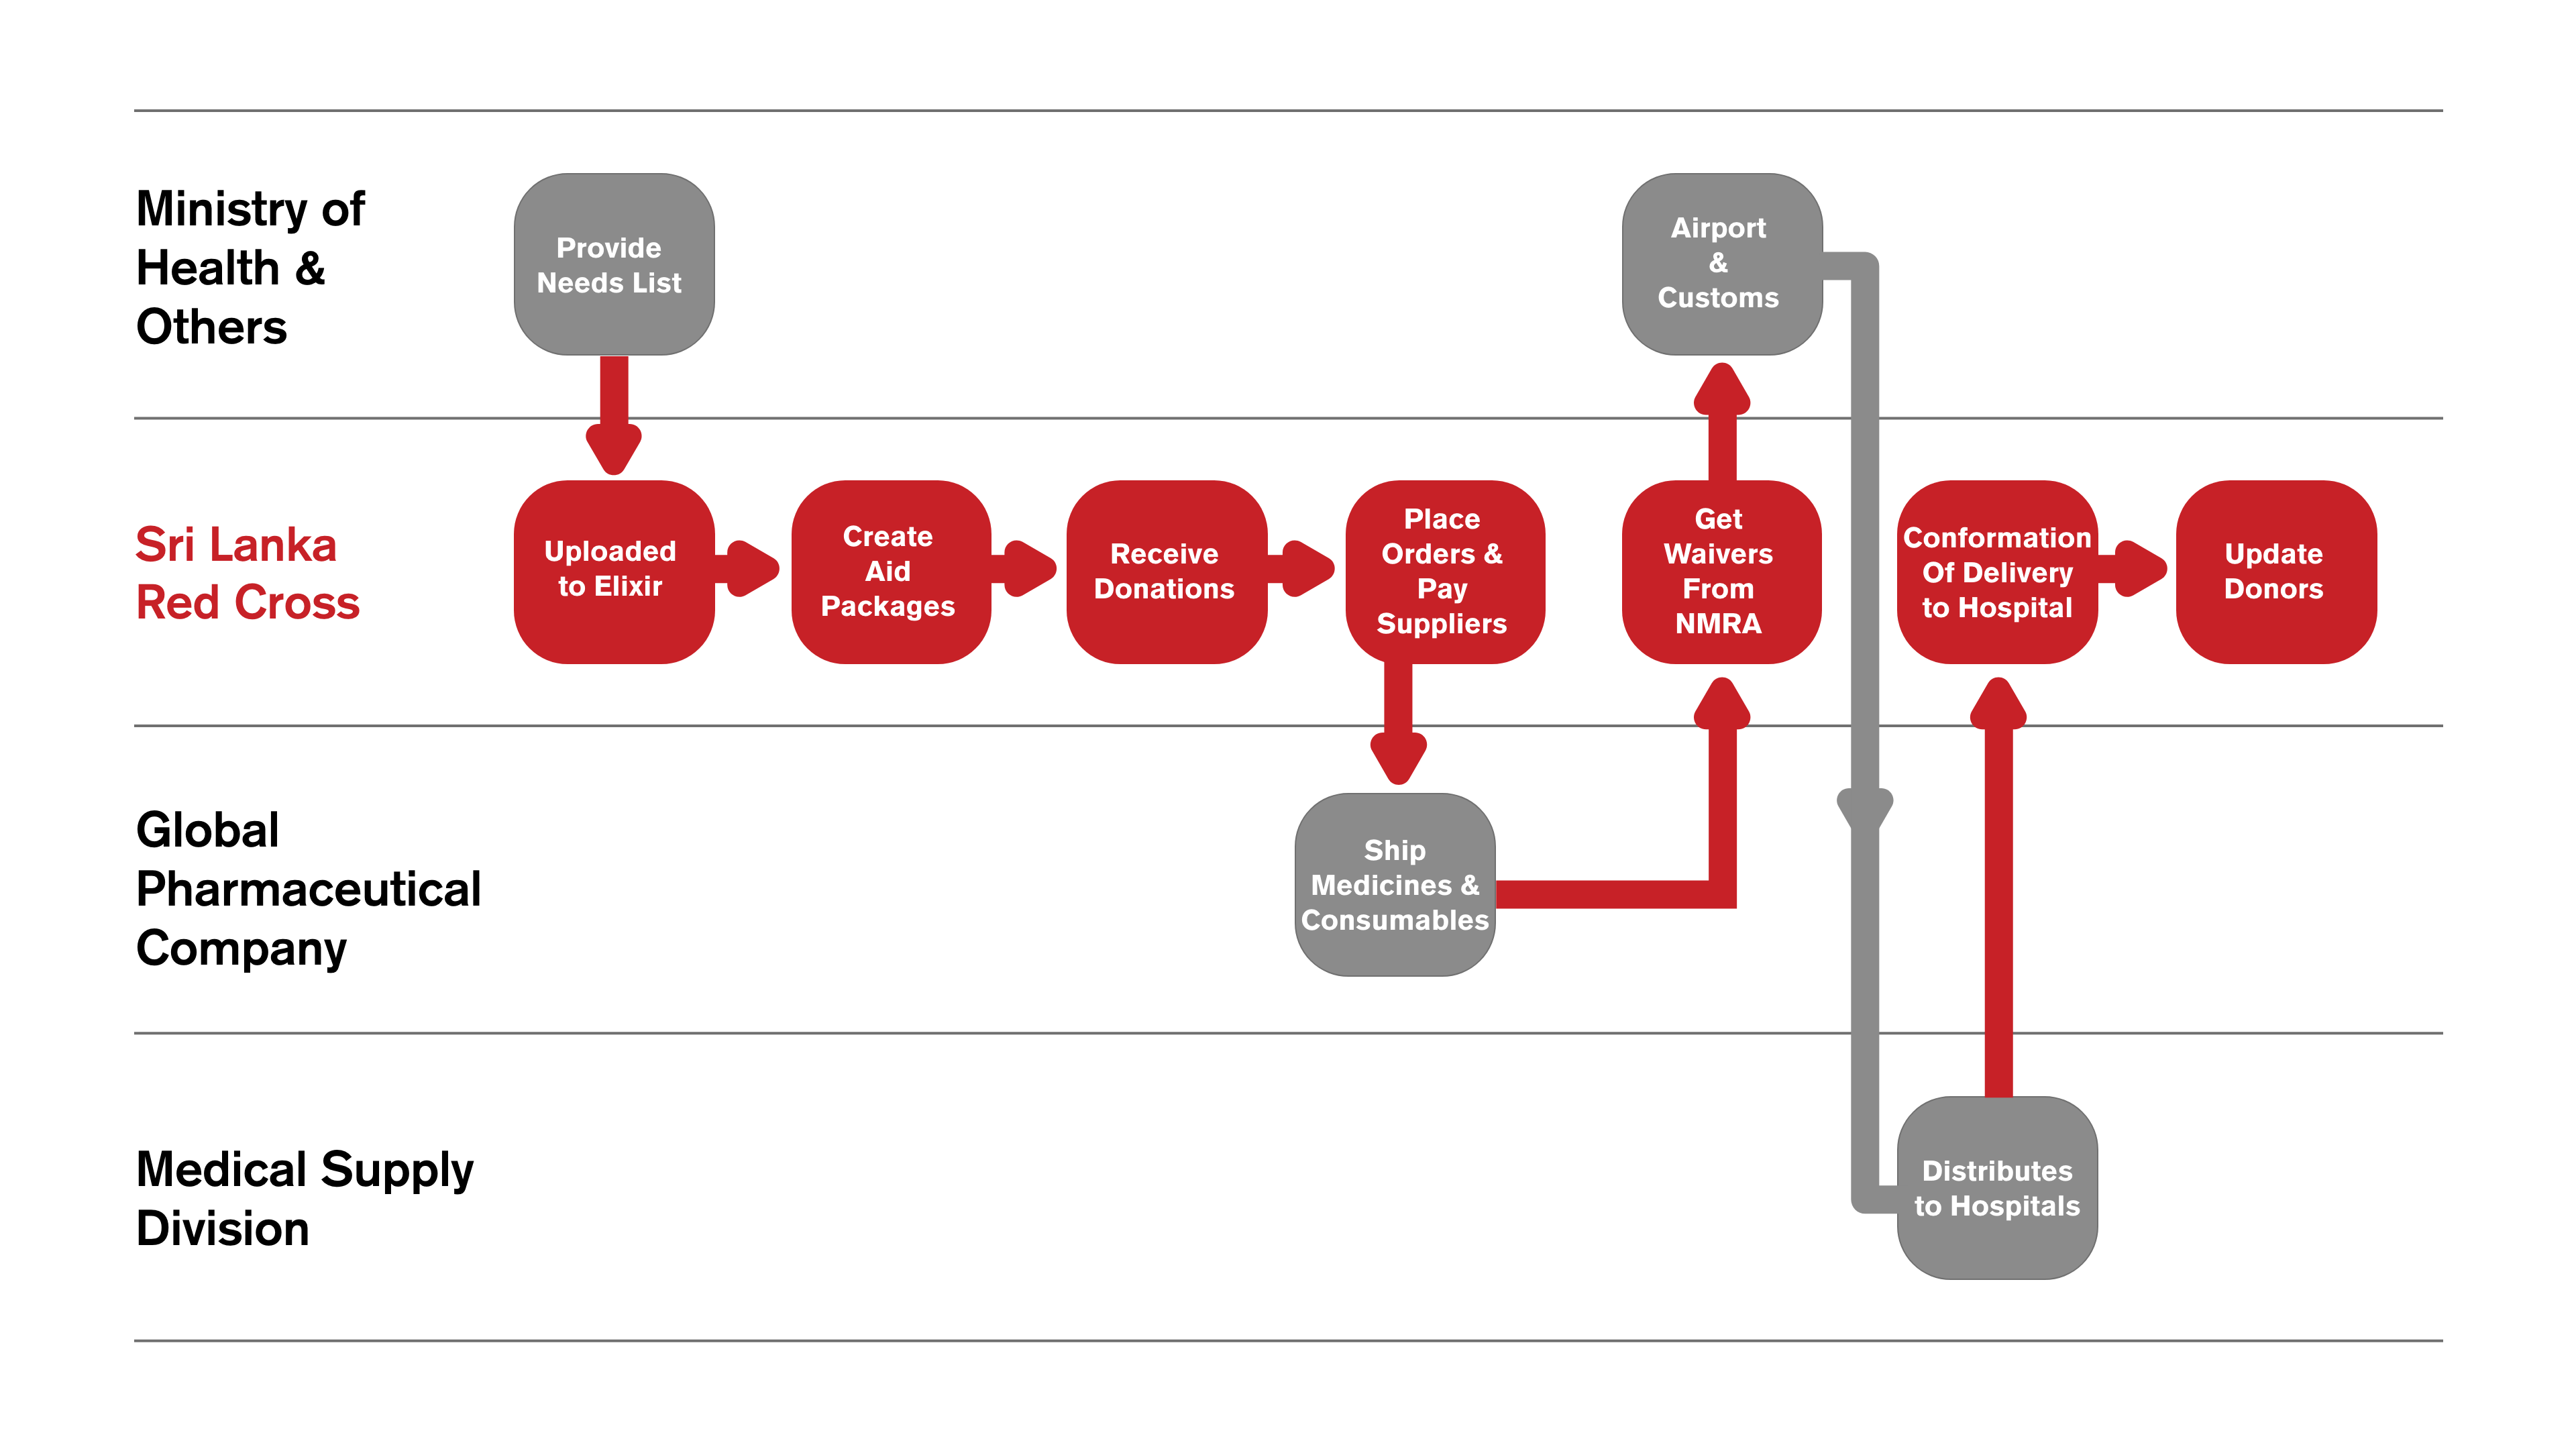 Ministry of
Health &
Others
Provide
Needs List
Airport
&
Customs
Sri Lanka
Red Cross
Uploaded
to Elixir
Create
Aid
Packages
Receive
Donations
Place
Orders &
Pay
Suppliers
Get
Waivers
From
NMRA
Conformation
Of Delivery
to Hospital
Update
Donors
Global
Pharmaceutical
Company
Ship
Medicines &
Consumables
Medical Supply
Division
Distributes
to Hospitals